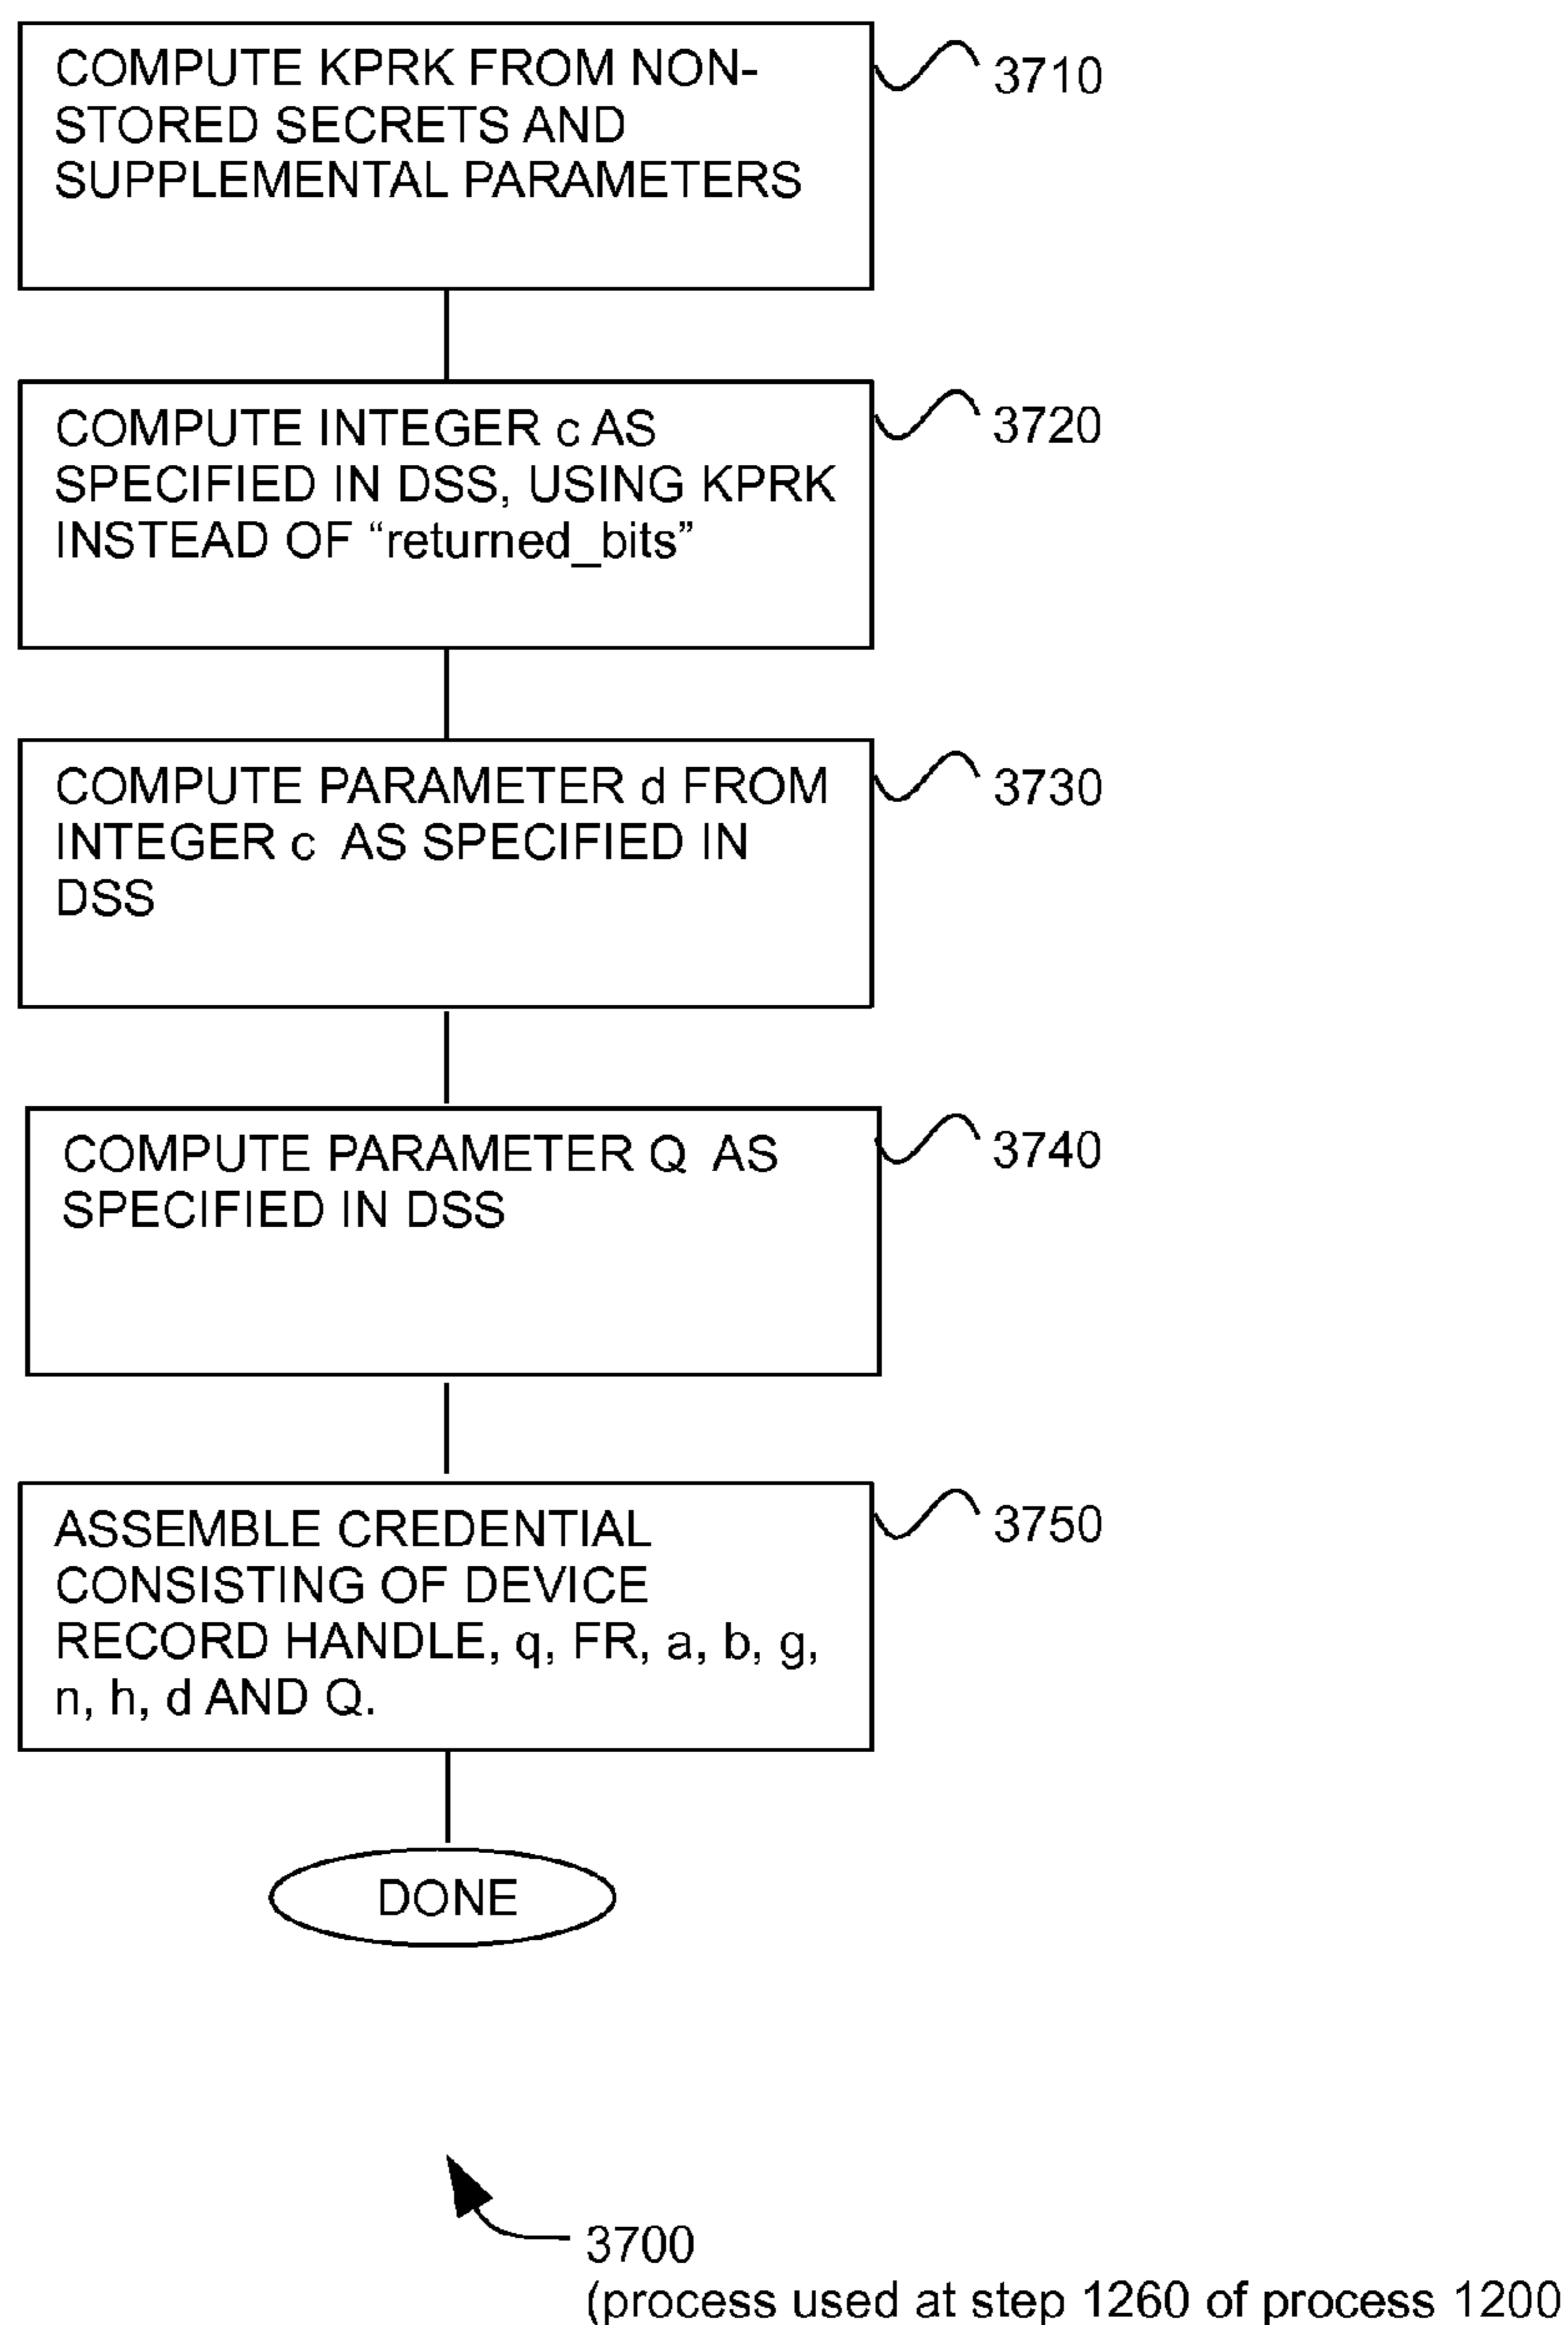 COMPUTE KPRK FROM NON-
STORED SECRETS AND
SUPPLEMENTAL PARAMETERS
3710
COMPUTE INTEGER c AS
SPECIFIED IN DSS, USING KPRK
INSTEAD OF “returned_bits”
3720
COMPUTE PARAMETER d FROM
INTEGER c AS SPECIFIED IN
DSS
3730
COMPUTE PARAMETER Q AS
SPECIFIED IN DSS
3740
ASSEMBLE CREDENTIAL
CONSISTING OF DEVICE
RECORD HANDLE, q, FR, a, b, g,
n, h, d AND Q.
3750
DONE
3700
(process used at step 1260 of process 1200